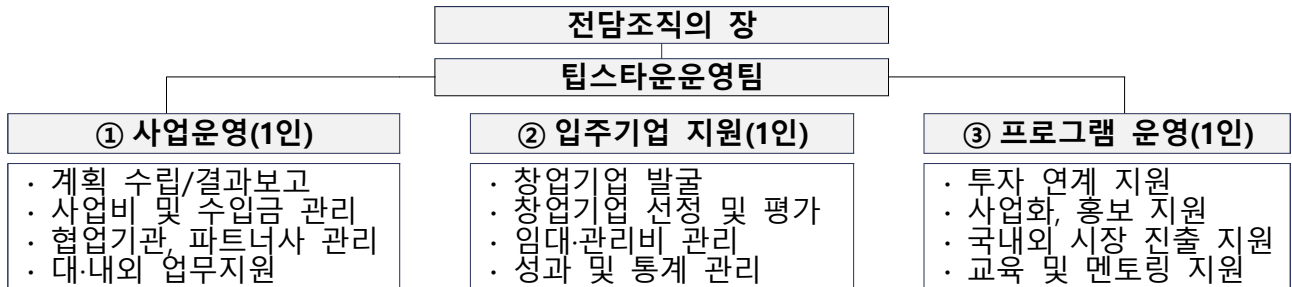 전담조직의 장
팁스타운운영팀
① 사업운영(1인)
· 계획 수립/결과보고
· 사업비 및 수입금 관리
· 협업기관, 파트너사 관리
· 대·내외 업무지원
② 입주기업 지원(1인)
· 창업기업 발굴
· 창업기업 선정 및 평가
· 임대·관리비 관리
· 성과 및 통계 관리
③ 프로그램 운영(1인)
· 투자 연계 지원
· 사업화, 홍보 지원
· 국내외 시장 진출 지원
· 교육 및 멘토링 지원